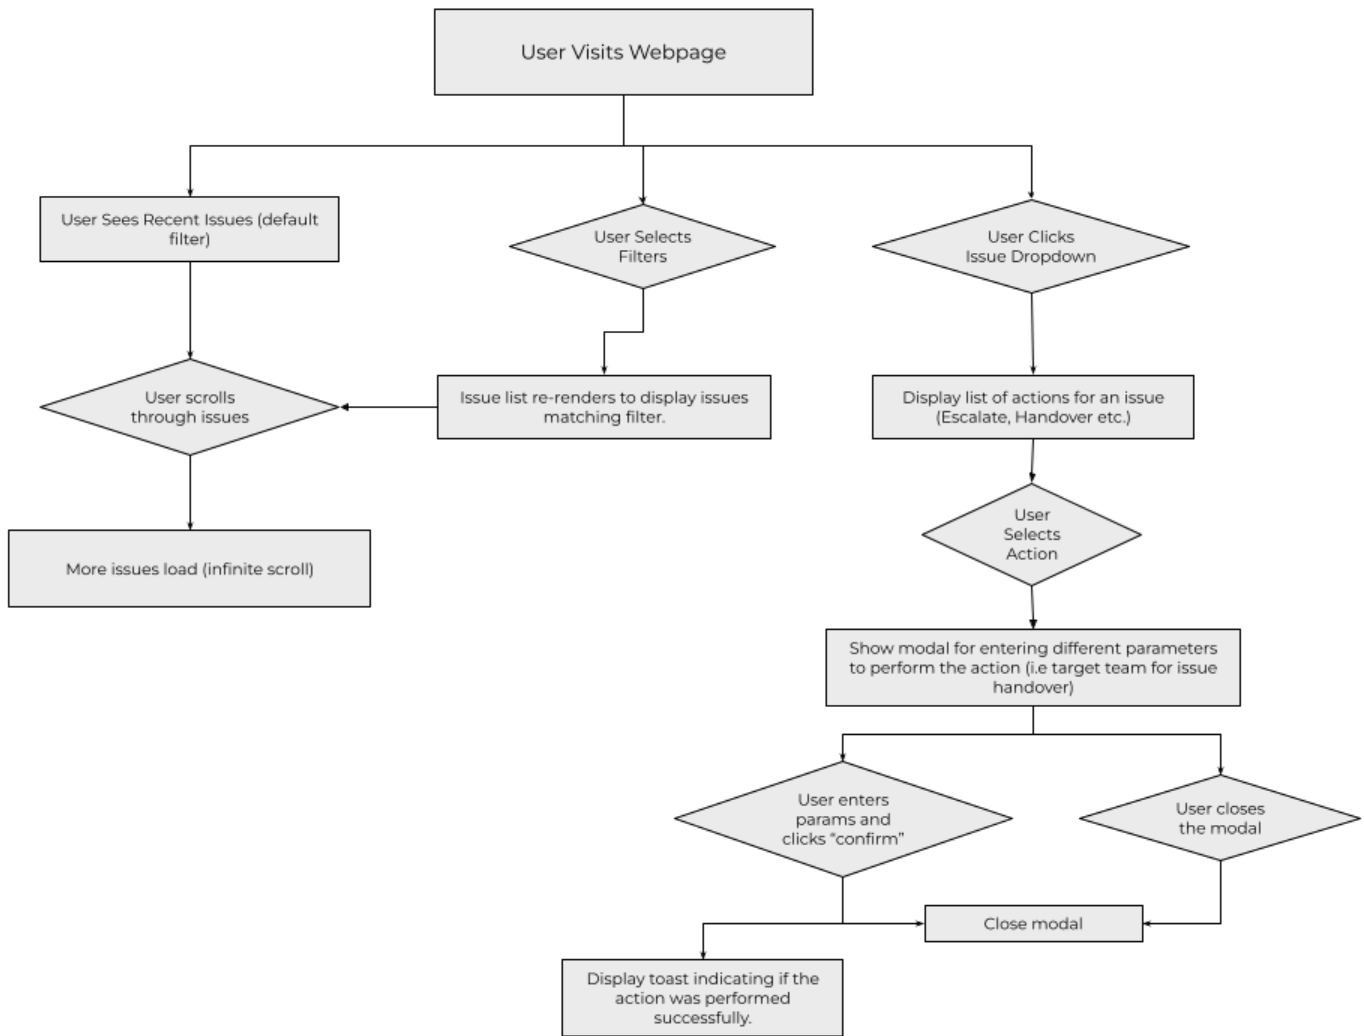 User Visits Webpage
User Sees Recent Issues (default
filter)
User Selects
Filters
User Clicks
Issue Dropdown
User scrolls
through issues
Issue list re-renders to display issues
matching filter.
Display list of actions for an issue
(Escalate, Handover etc.)
User
Selects
Action
More issues load (infinite scroll)
Show modal for entering different parameters
to perform the action (i.e target team for issue
handover)
User enters
params and
clicks “confirm”
User closes
the modal
Close modal
Display toast indicating if the
action was performed
successfully.